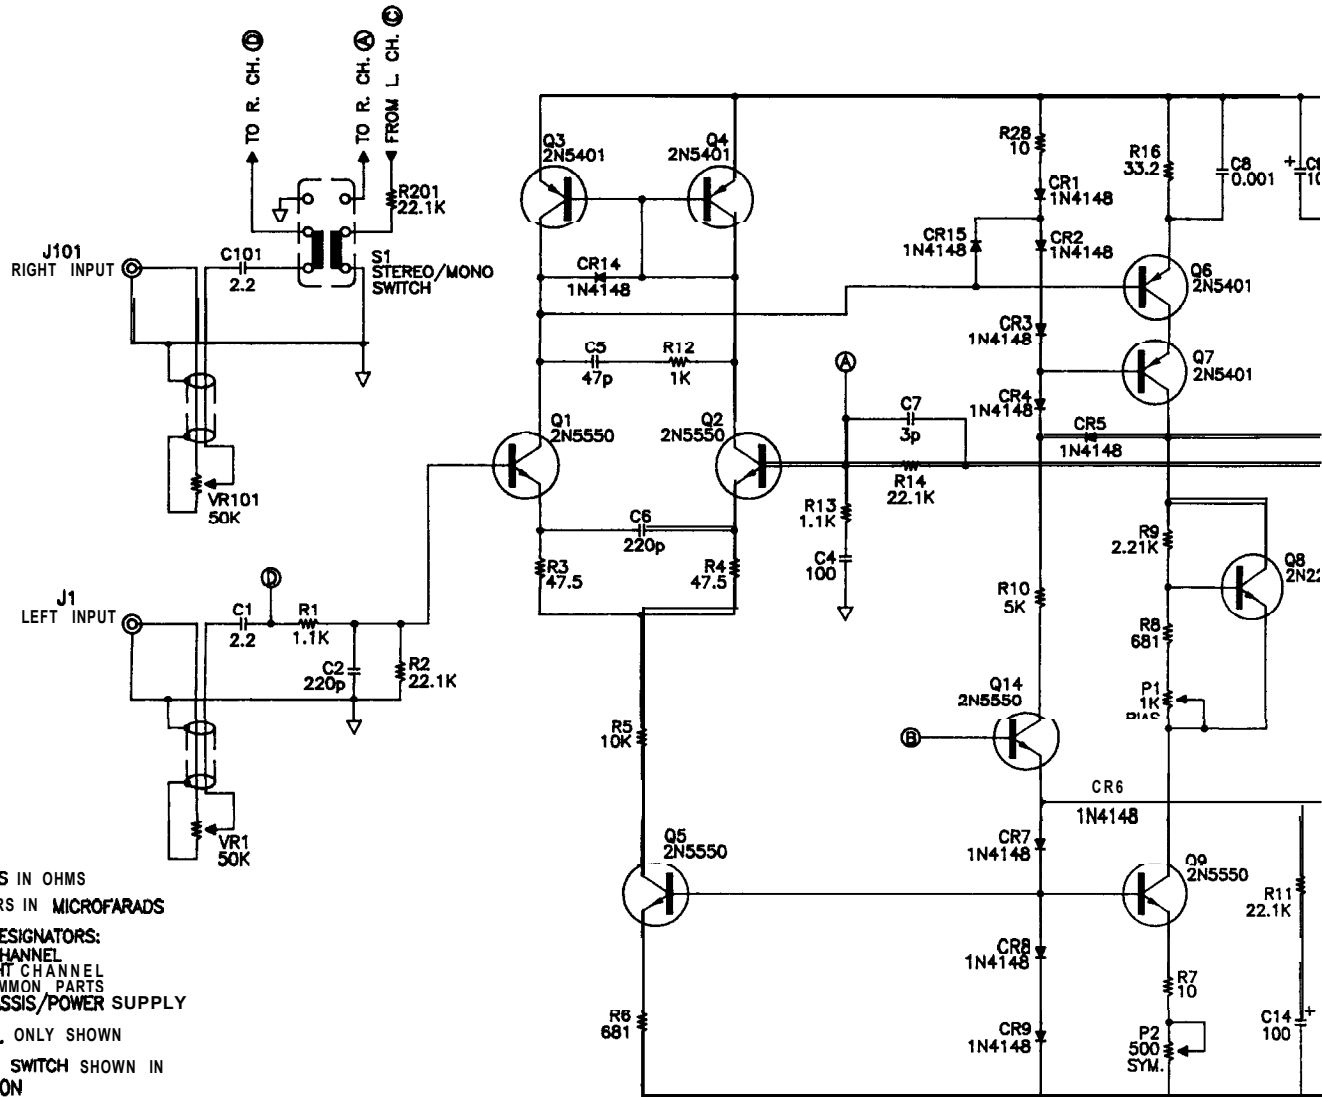 TO R. CH. D
TO R. CH. A
FROM L. CH. C
R201
22.1K
J101
RIGHT INPUT
C101
2.2
S1
STEREO/MONO
SWITCH
VR101
50K
J1
LEFT INPUT
D
C1
2.2
R1
1.1K
C2
220p
R2
22.1K
VR1
50K
Q3
2N5401
Q4
2N5401
CR14
1N4148
C5
47p
R12
1K
Q1
2N5550
Q2
2N5550
C6
220p
R3
47.5
R4
47.5
R5
10K
Q5
2N5550
R6
681
A
C7
3p
R14
22.1K
R13
1.1K
C4
100
R28
10
CR1
1N4148
CR15
1N4148
CR2
1N4148
CR3
1N4148
CR4
1N4148
CR5
1N4148
R16
33.2
C8
0.001
+
Q6
2N5401
Q7
2N5401
R9
2.21K
Q8
R8
681
P1
1K
BIAS
R10
5K
Q14
2N5550
B
CR6
1N4148
CR7
1N4148
Q9
2N5550
R11
22.1K
CR8
1N4148
CR9
1N4148
R7
10
P2
500
SYM.
C14
100
+
S IN OHMS
RS IN MICROFARADS
ESIGNATORS:
HANNEL
HT CHANNEL
MMON PARTS
ASSIS/POWER SUPPLY
. ONLY SHOWN
SWITCH SHOWN IN
ON